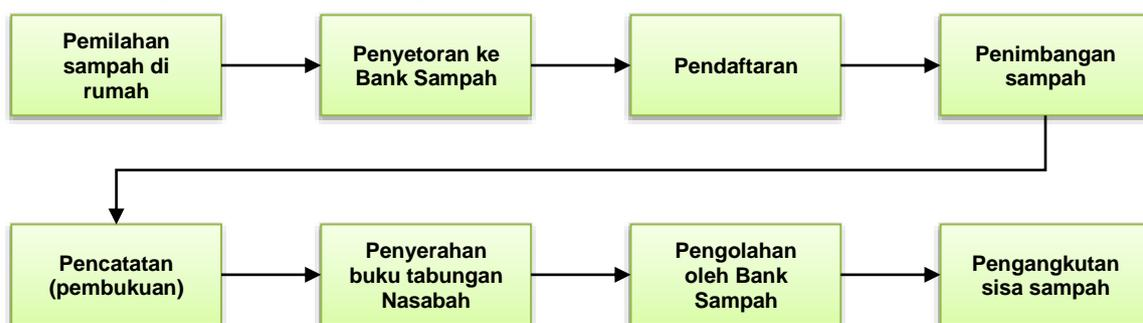 Pemilahan
sampah di
rumah
Penyetoran ke
Bank Sampah
Pendaftaran
Penimbangan
sampah
Pencatatan
(pembukuan)
Penyerahan
buku tabungan
Nasabah
Pengolahan
oleh Bank
Sampah
Pengangkutan
sisa sampah